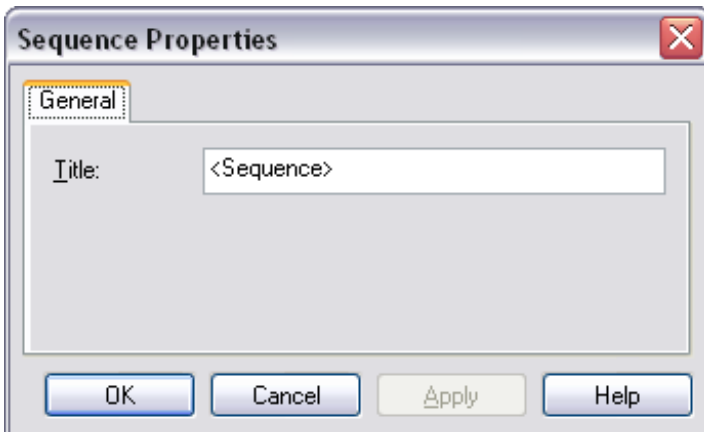 Sequence Properties
General
Title: <Sequence>
OK Cancel Apply Help